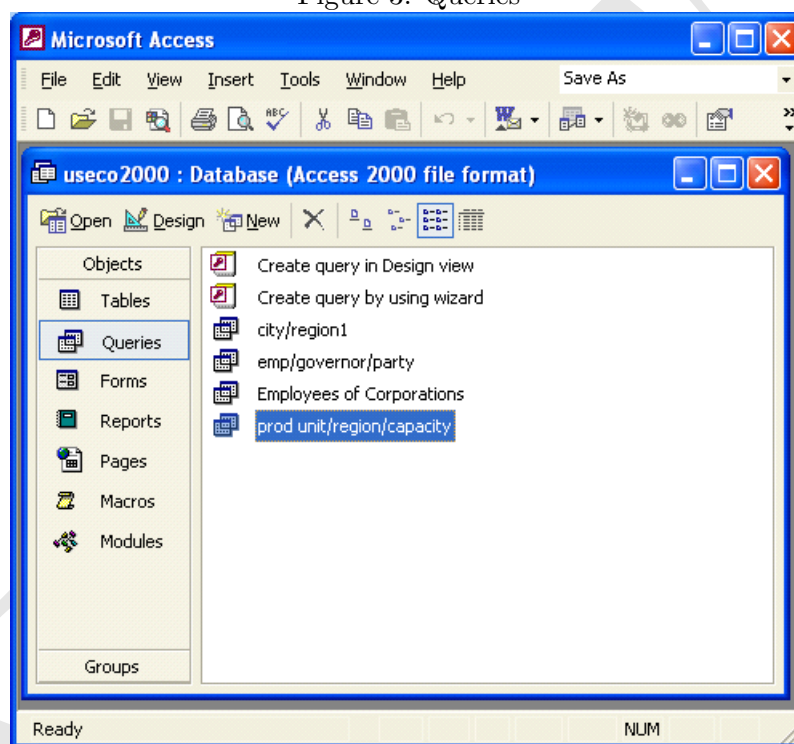 Figure 3: Queries
Microsoft Access
File Edit View Insert Tools Window Help Save As
ABC
useco2000 : Database (Access 2000 file format)
Open Design New
Objects
Create query in Design view
Tables
Create query by using wizard
Queries
city/region1
emp/governor/party
Forms
Employees of Corporations
Reports
prod unit/region/capacity
Pages
Macros
Modules
Groups
Ready NUM